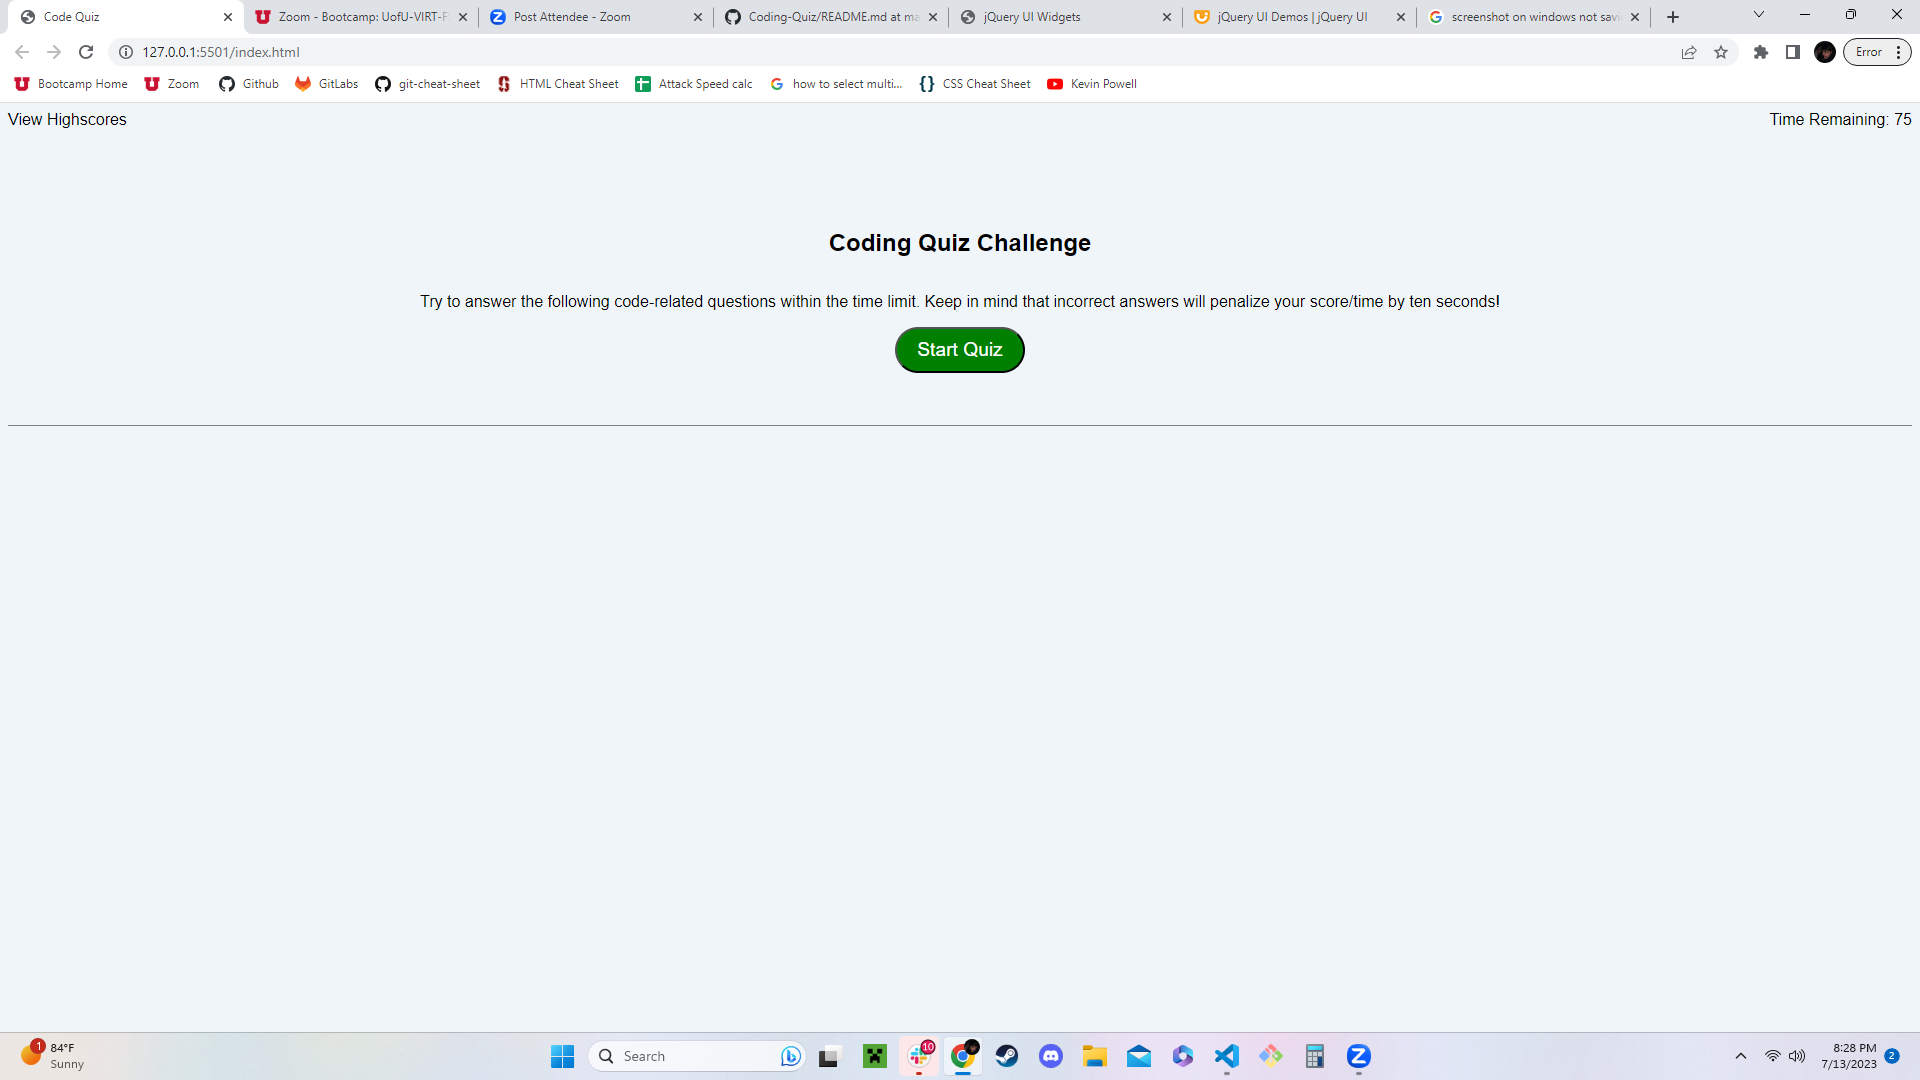 Code Quiz
Zoom - Bootcamp: UofU-VIRT-F
Post Attendee - Zoom
Coding-Quiz/README.md at ma
jQuery UI Widgets
jQuery UI Demos | jQuery UI
screenshot on windows not savi
127.0.0.1:5501/index.html
Error
Bootcamp Home
Zoom
Github
GitLabs
git-cheat-sheet
HTML Cheat Sheet
Attack Speed calc
how to select multi...
CSS Cheat Sheet
Kevin Powell
View Highscores
Time Remaining: 75
Coding Quiz Challenge
Try to answer the following code-related questions within the time limit. Keep in mind that incorrect answers will penalize your score/time by ten seconds!
Start Quiz
1
84°F
Sunny
Search
10
8:28 PM
7/13/2023
2